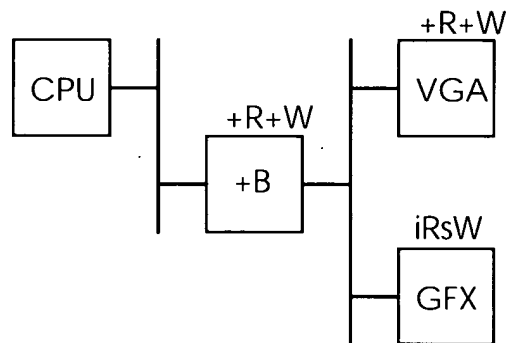 +R+W
CPU
VGA
+R+W
+B
iRsW
GFX